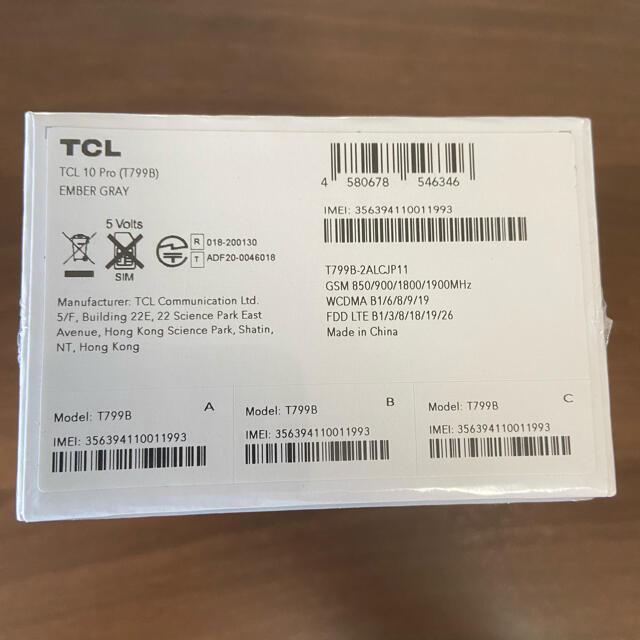 TCL
TCL 10 Pro (T799B)
EMBER GRAY
5 Volts
SIM
R 018-200130
T ADF20-0046018
Manufacturer: TCL Communication Ltd.
5/F, Building 22E, 22 Science Park East
Avenue, Hong Kong Science Park, Shatin,
NT, Hong Kong
4 580678 546346
IMEI: 356394110011993
T799B-2ALCJP11
GSM 850/900/1800/1900MHz
WCDMA B1/6/8/9/19
FDD LTE B1/3/8/18/19/26
Made in China
Model: T799B A
IMEI: 356394110011993
Model: T799B B
IMEI: 356394110011993
Model: T799B C
IMEI: 356394110011993